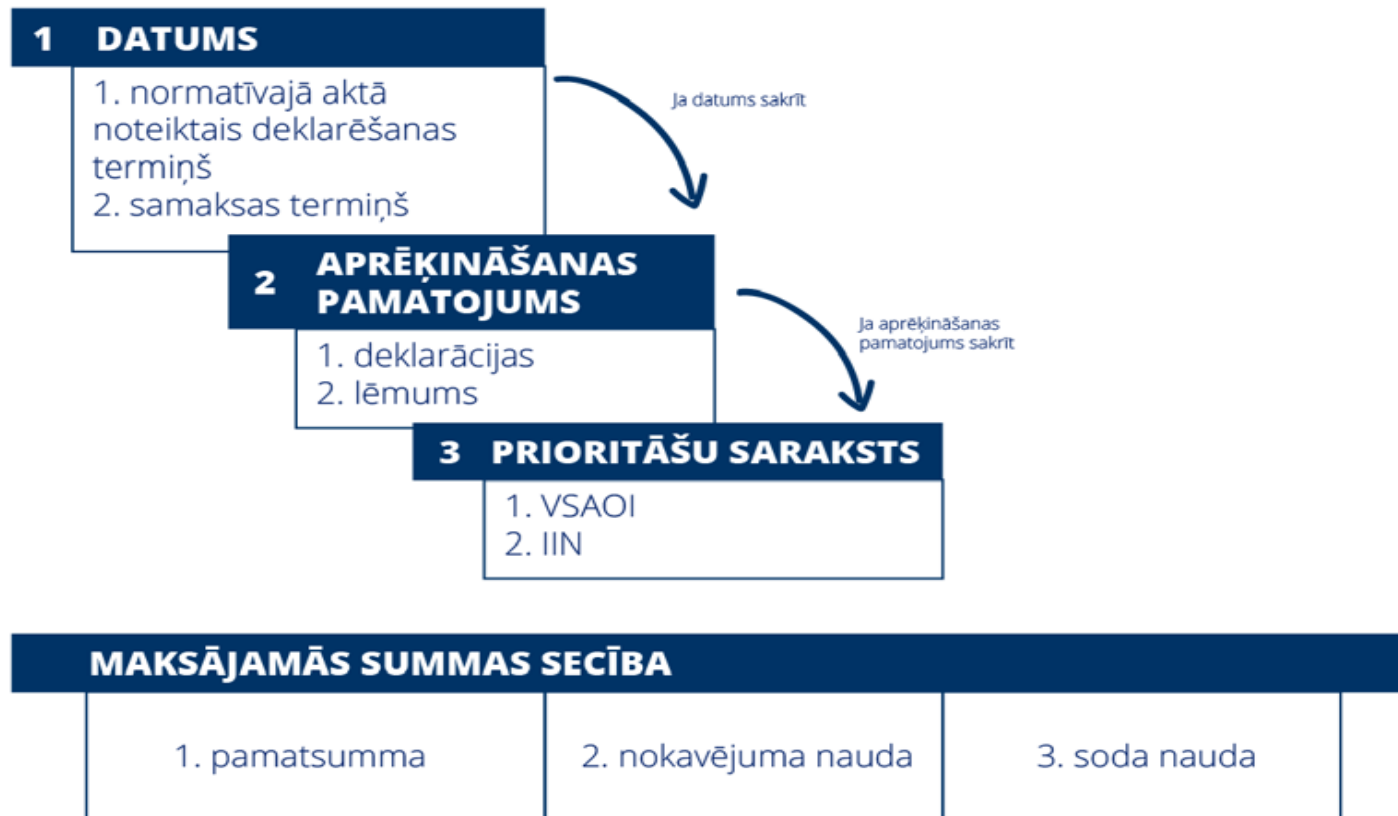 1 DATUMS
1. normatīvajā aktā
noteiktais deklarēšanas
termiņš
2. samaksas termiņš
Ja datums sakrīt
2 APRĒĶINĀŠANAS
PAMATOJUMS
1. deklarācijas
2. lēmums
Ja aprēķināšanas
pamatojums sakrīt
3 PRIORITĀŠU SARAKSTS
1. VSAOI
2. IIN
MAKSĀJAMĀS SUMMAS SECĪBA
1. pamatsumma
2. nokavējuma nauda
3. soda nauda